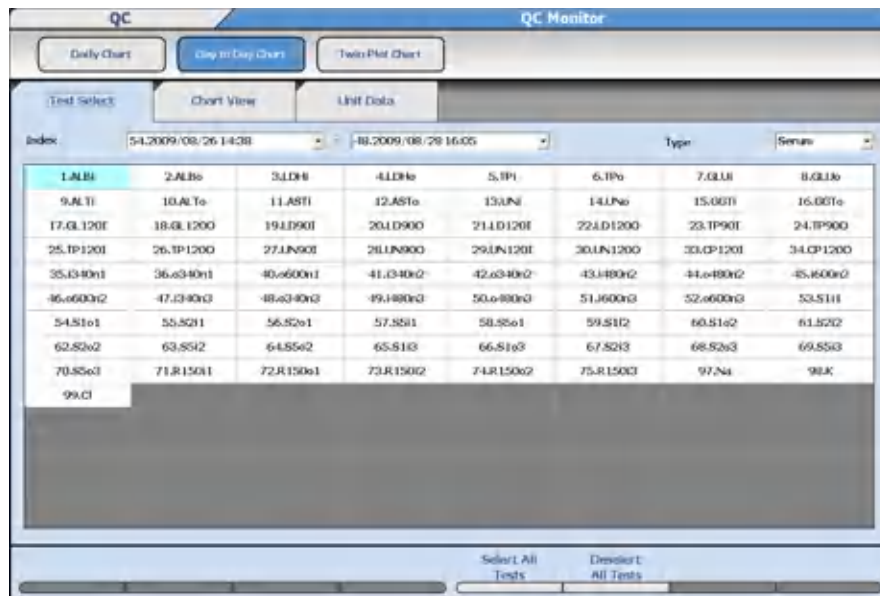 QC QC Monitor
Daily Chart Day to Day Chart Twin Plot Chart
Test Select Chart View Unit Data
Index 54.2009/08/26 14:28 - 48.2009/08/28 16:05 Type Serum
1.ALBi 2.ALBo 3.LDHi 4.LDHo 5.TPi 6.TPo 7.GLUi 8.GLUo
9.ALTi 10.ALTo 11.ASTi 12.ASTo 13.UNi 14.UNo 15.GGTi 16.GGTo
17.GL120I 18.GL120O 19.LD90I 20.LD90O 21.LD120I 22.LD120O 23.TP90I 24.TP90O
25.TP120I 26.TP120O 27.UN90I 28.UN90O 29.UN120I 30.UN120O 33.CP120I 34.CP120O
35.i340n1 36.o340n1 40.o600n1 41.i340n2 42.o340n2 43.i480n2 44.o480n2 45.i600n2
46.o600n2 47.i340n3 48.o340n3 49.i480n3 50.o480n3 51.i600n3 52.o600n3 53.S1i1
54.S1o1 55.S2i1 56.S2o1 57.S5i1 58.S5o1 59.S1i2 60.S1o2 61.S2i2
62.S2o2 63.S5i2 64.S5o2 65.S1i3 66.S1o3 67.S2i3 68.S2o3 69.S5i3
70.S5o3 71.R150i1 72.R150o1 73.R150i2 74.R150o2 75.R150i3 97.Na 98.K
99.Cl
Select All Deselect
Tests All Tests